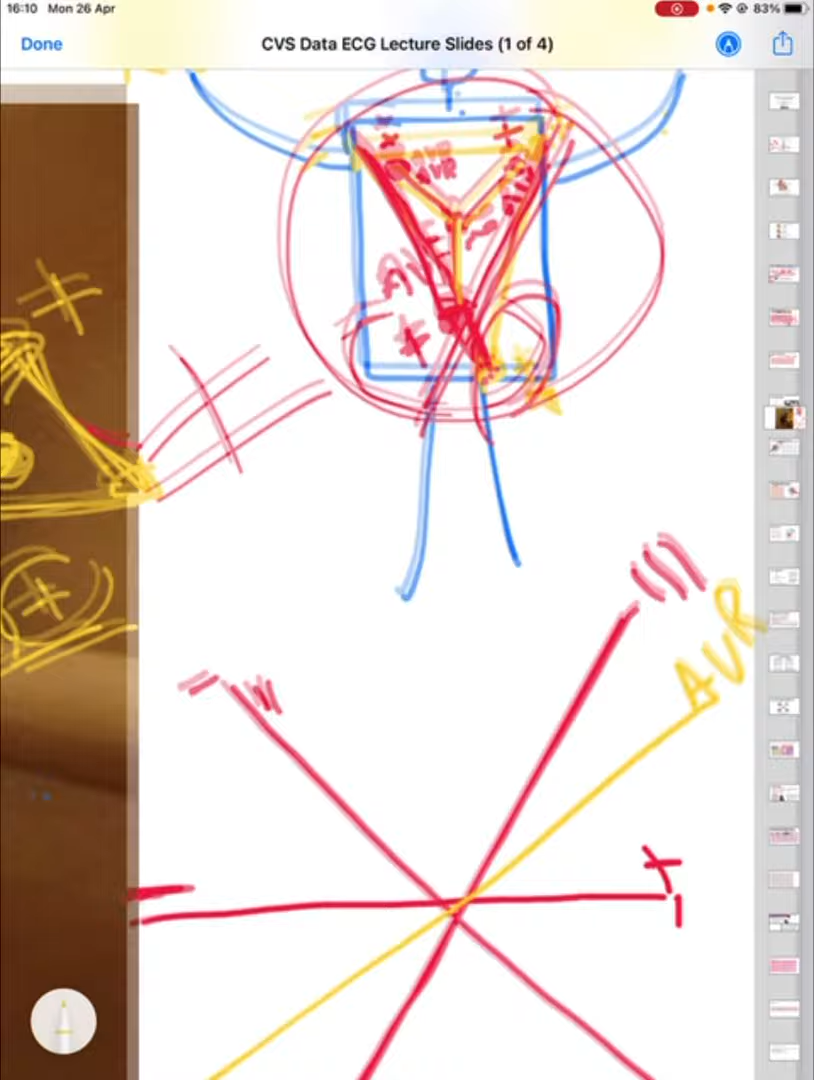 16:10 Mon 26 Apr 83%
Done CVS Data ECG Lecture Slides (1 of 4)
+
AVR
AVR
AVF
+
+
+
III
AVR
- II
- +
I